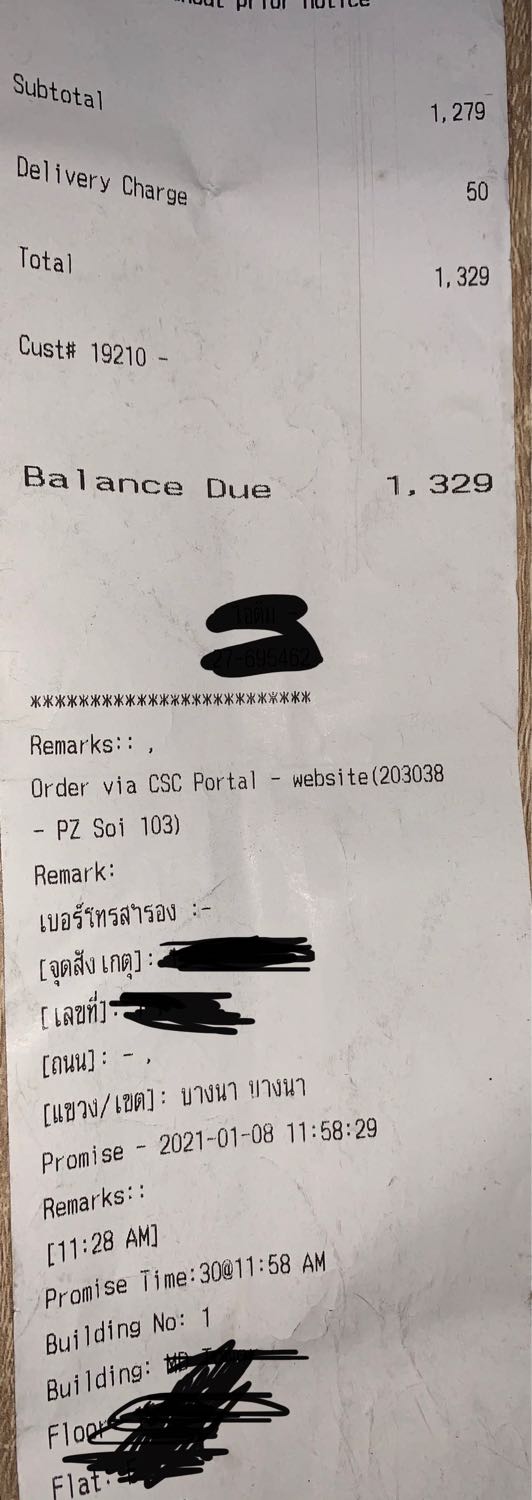 prior notice
Subtotal 1,279
Delivery Charge 50
Total 1,329
Cust# 19210 -
Balance Due 1,329
*************************
Remarks:: ,
Order via CSC Portal - website(203038
- PZ Soi 103)
Remark:
เบอร์โทรสำรอง :-
[จุดสังเกตุ]:
[เลขที่]:
[ถนน]: - ,
[แขวง/เขต]: บางนา บางนา
Promise - 2021-01-08 11:58:29
Remarks::
[11:28 AM]
Promise Time:30@11:58 AM
Building No: 1
Building:
Floor
Flat: